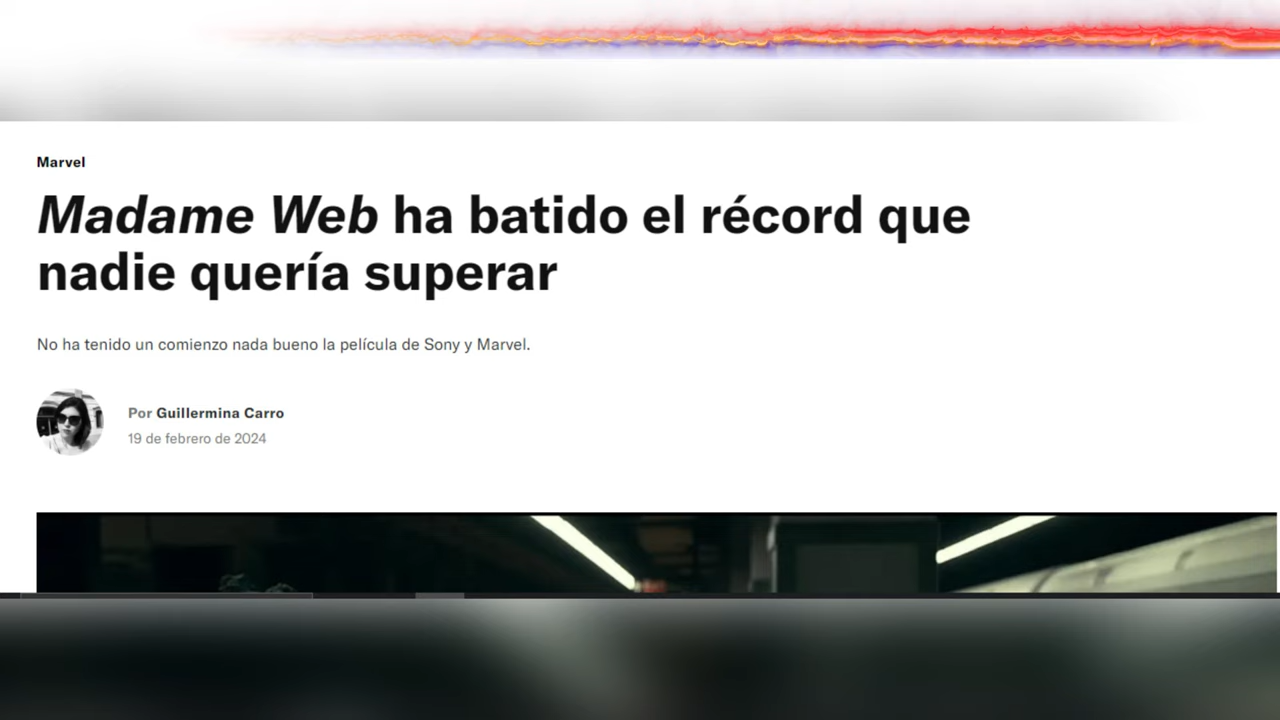 Marvel
Madame Web ha batido el récord que
nadie quería superar
No ha tenido un comienzo nada bueno la película de Sony y Marvel.
Por Guillermina Carro
19 de febrero de 2024